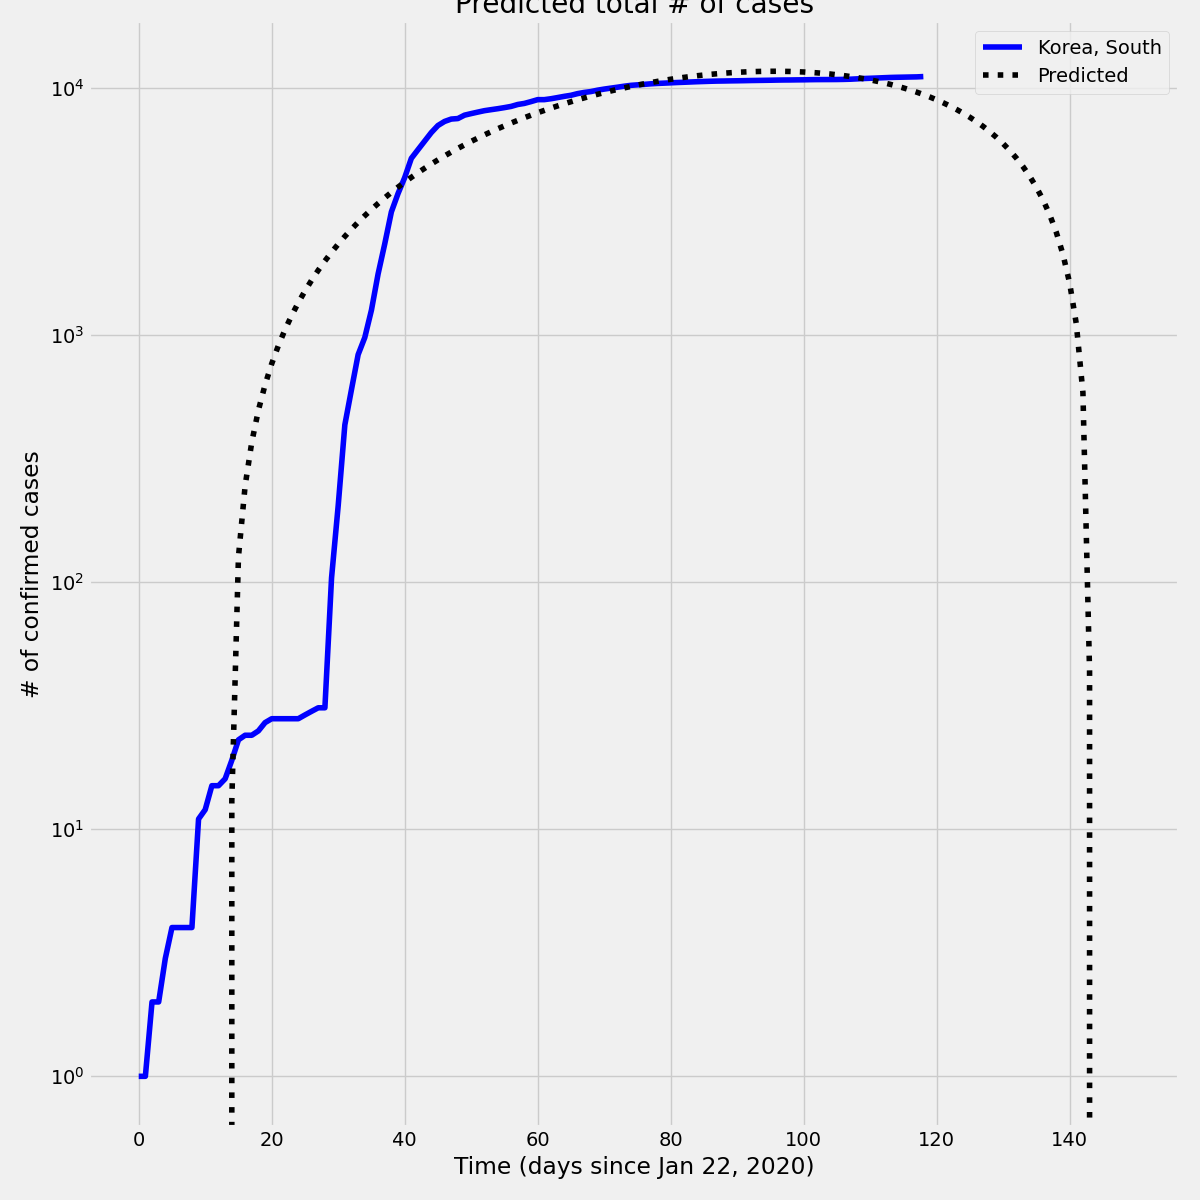 Predicted total # of cases
Korea, South
Predicted
10⁴
10³
10²
10¹
10⁰
# of confirmed cases
0 20 40 60 80 100 120 140
Time (days since Jan 22, 2020)